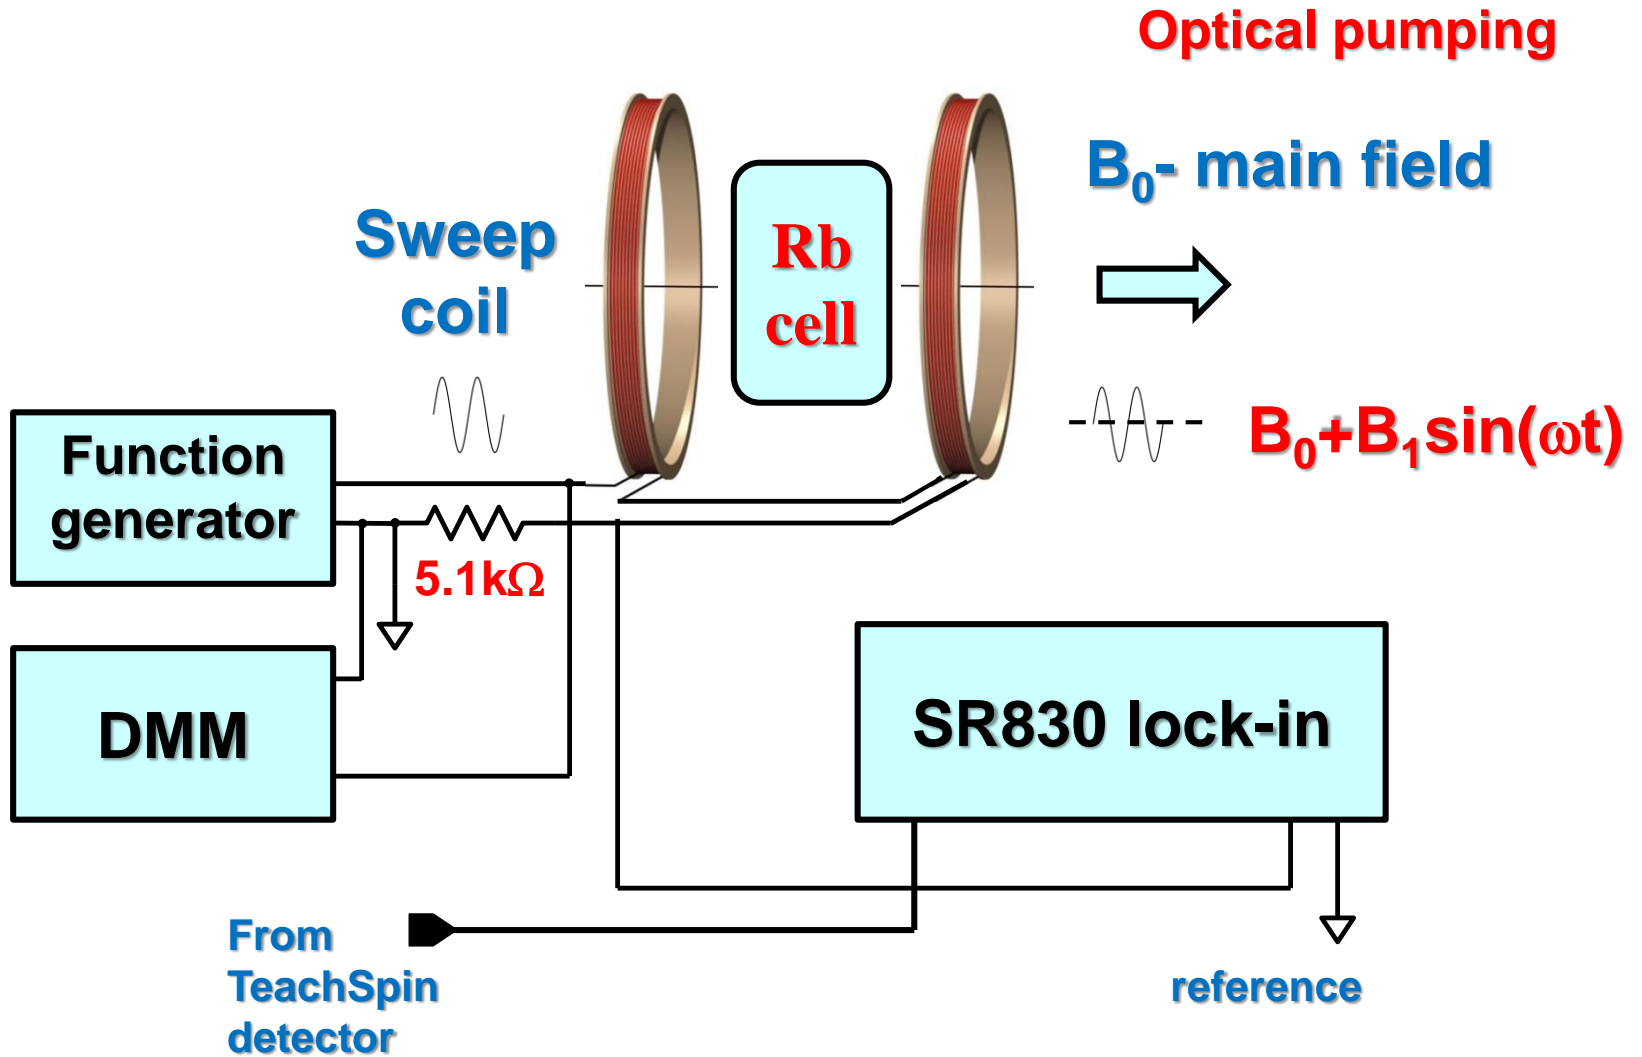 Optical pumping
B₀- main field
Sweep
coil
Rb
cell
Function
generator
B₀+B₁sin(ωt)
5.1kΩ
DMM
SR830 lock-in
From
TeachSpin
detector
reference